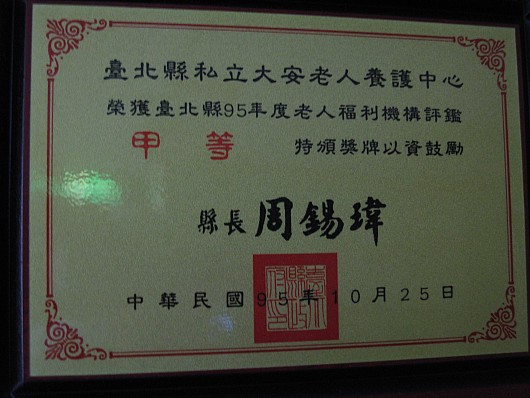 臺北縣私立大安老人養護中心
榮獲臺北縣95年度老人福利機構評鑑
甲等 特頒獎牌以資鼓勵
縣長 周錫瑋
中華民國95年10月25日